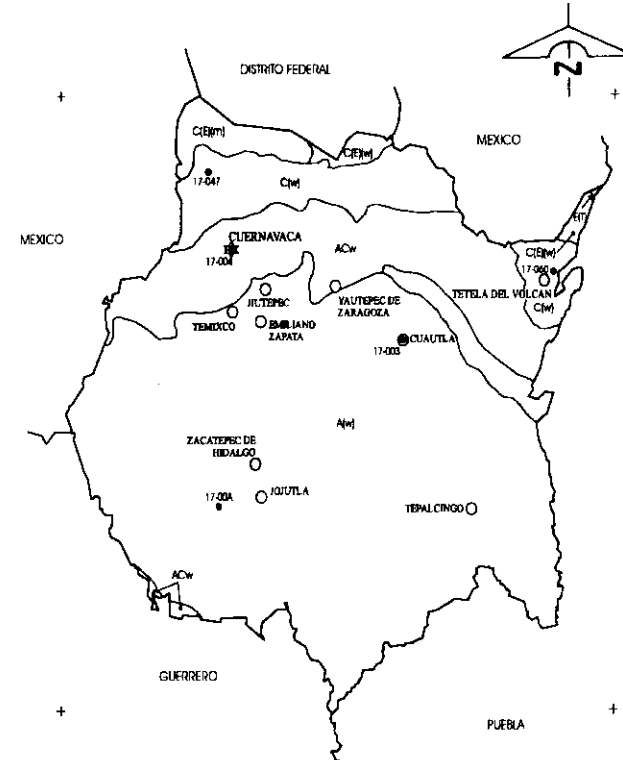 DISTRITO FEDERAL
N
C(E)(m)
C(E)(w)
MEXICO
17-047
C(w)
E(T)
MEXICO
CUERNAVACA
17-004
ACw
C(E)(w)
17-060
TETELA DEL VOLCAN
C(w)
JIUTEPEC
YAUTEPEC DE
ZARAGOZA
TEMIXCO
EMILIANO
ZAPATA
CUAUTLA
17-003
A(w)
ZACATEPEC DE
HIDALGO
17-00A
JOJUTLA
TEPALCINGO
ACw
GUERRERO
PUEBLA